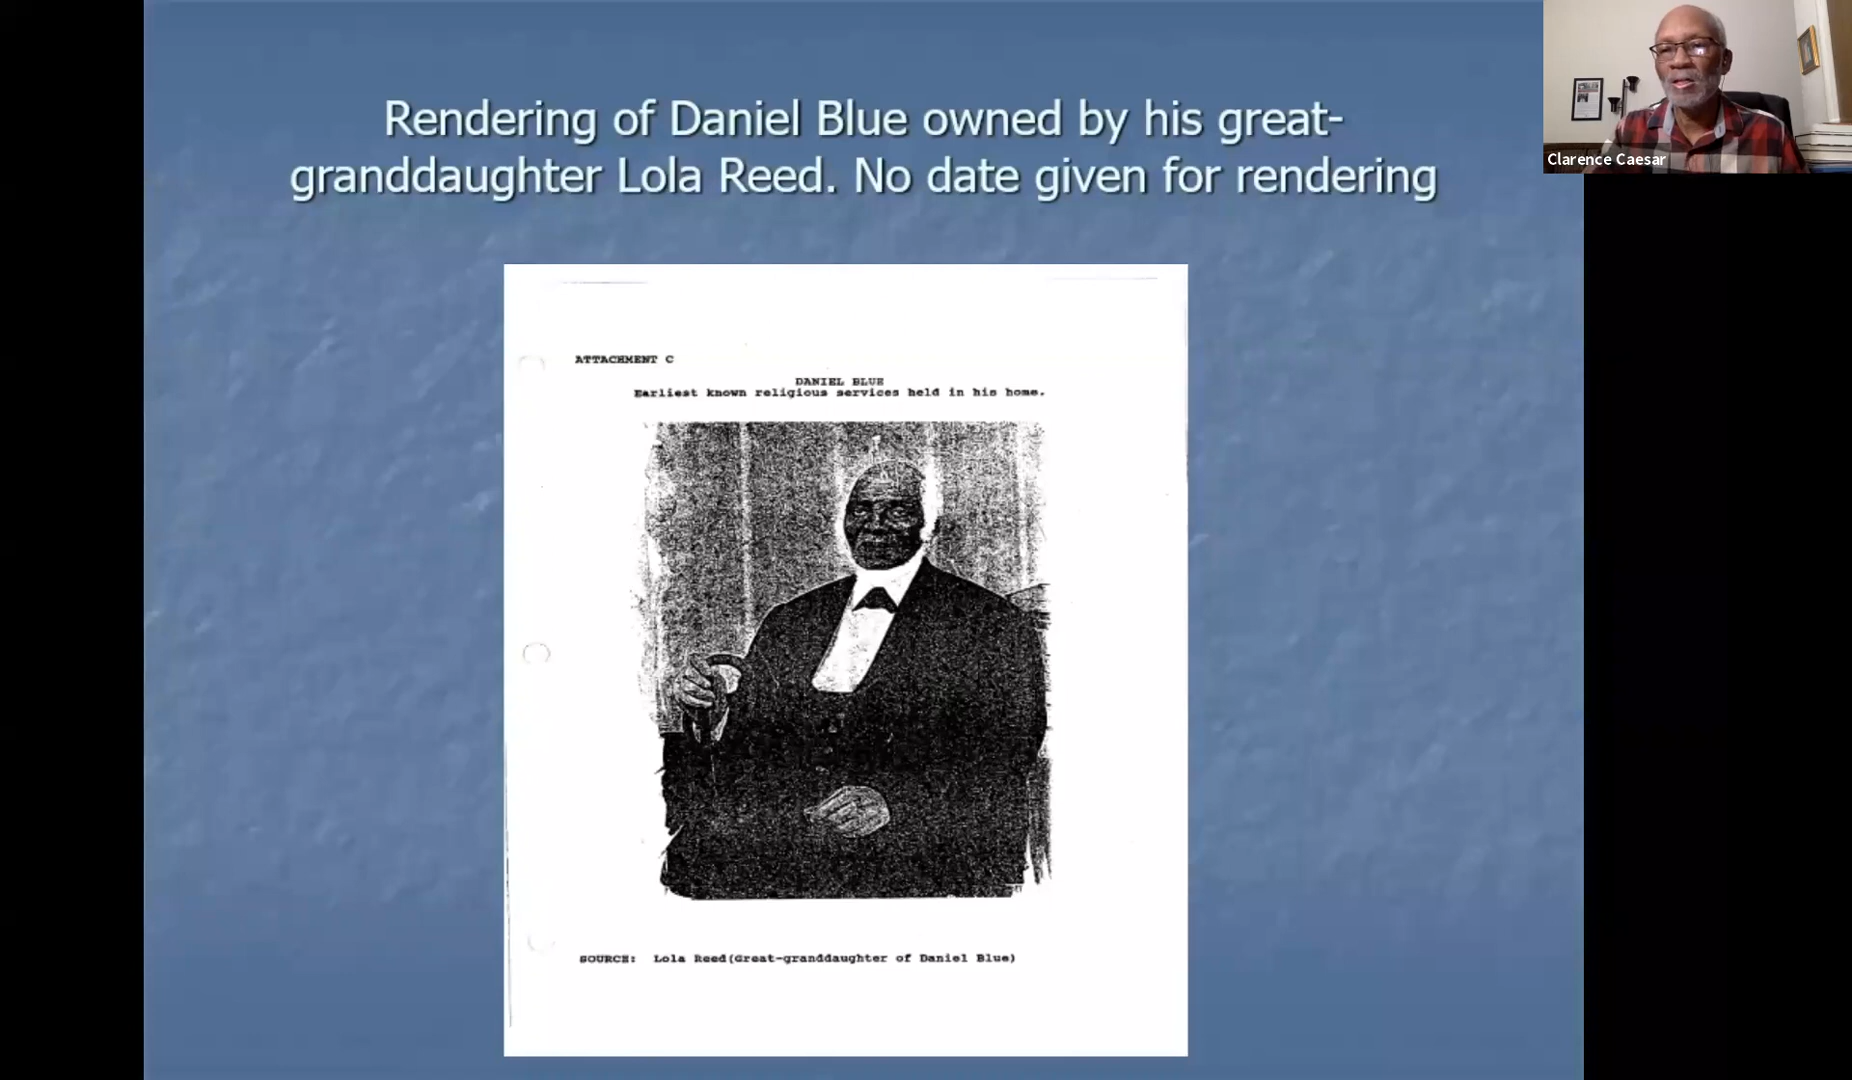 Rendering of Daniel Blue owned by his great-
granddaughter Lola Reed. No date given for rendering
Clarence Caesar
ATTACHMENT C
DANIEL BLUE
Earliest known religious services held in his home.
SOURCE: Lola Reed(Great-granddaughter of Daniel Blue)